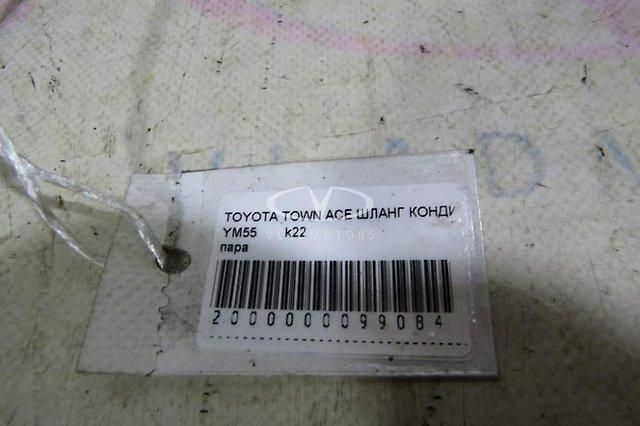 TOYOTA TOWN ACE ШЛАНГ КОНДИ
YM55 k22
пара
2000000099084